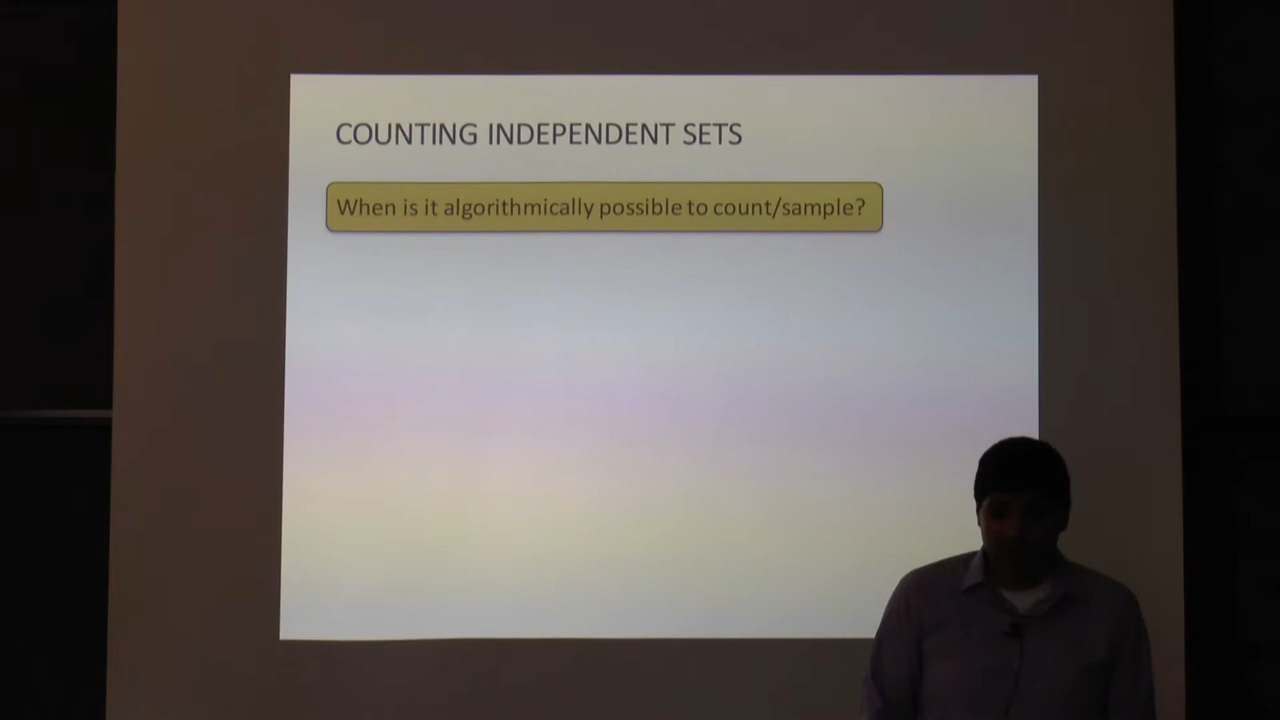 COUNTING INDEPENDENT SETS
When is it algorithmically possible to count/sample?